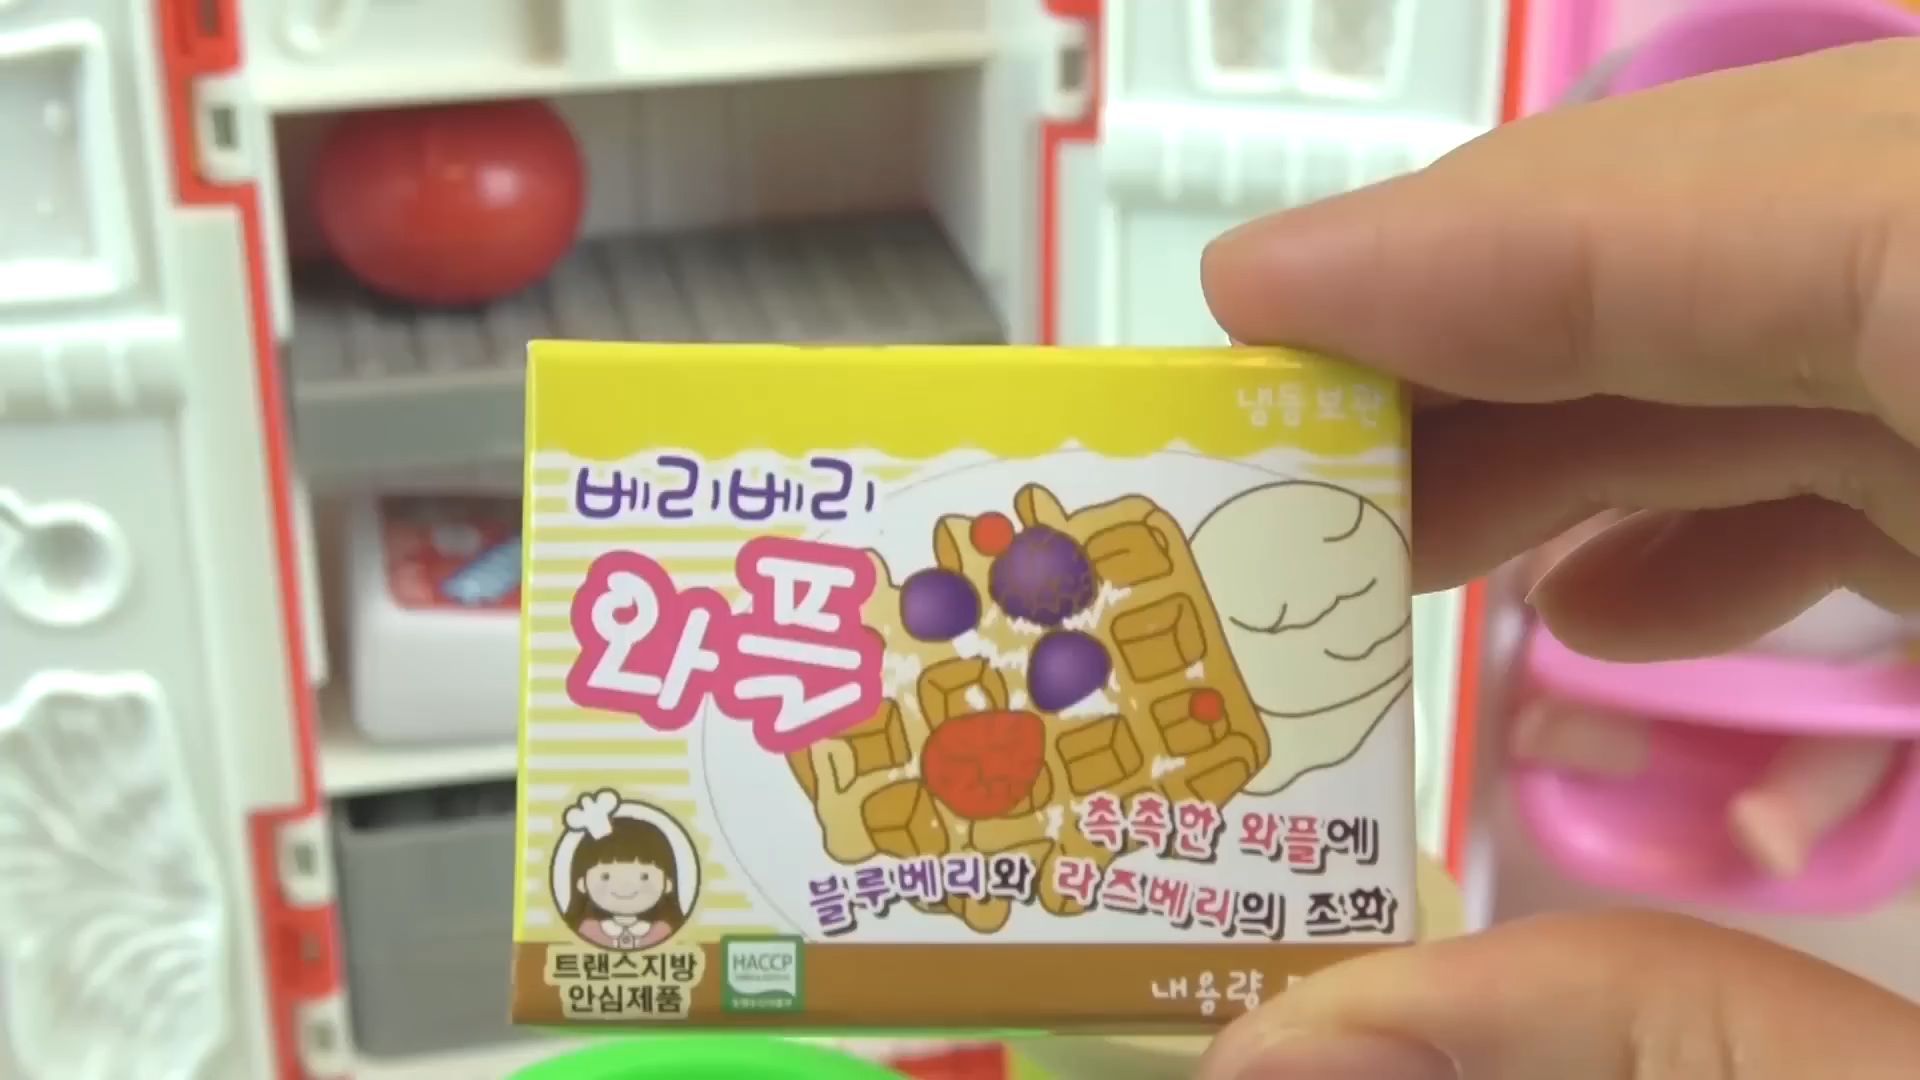 냉동보관
베리베리
와플
촉촉한 와플에
블루베리와 라즈베리의 조화
트랜스지방
안심제품
HACCP
내용량